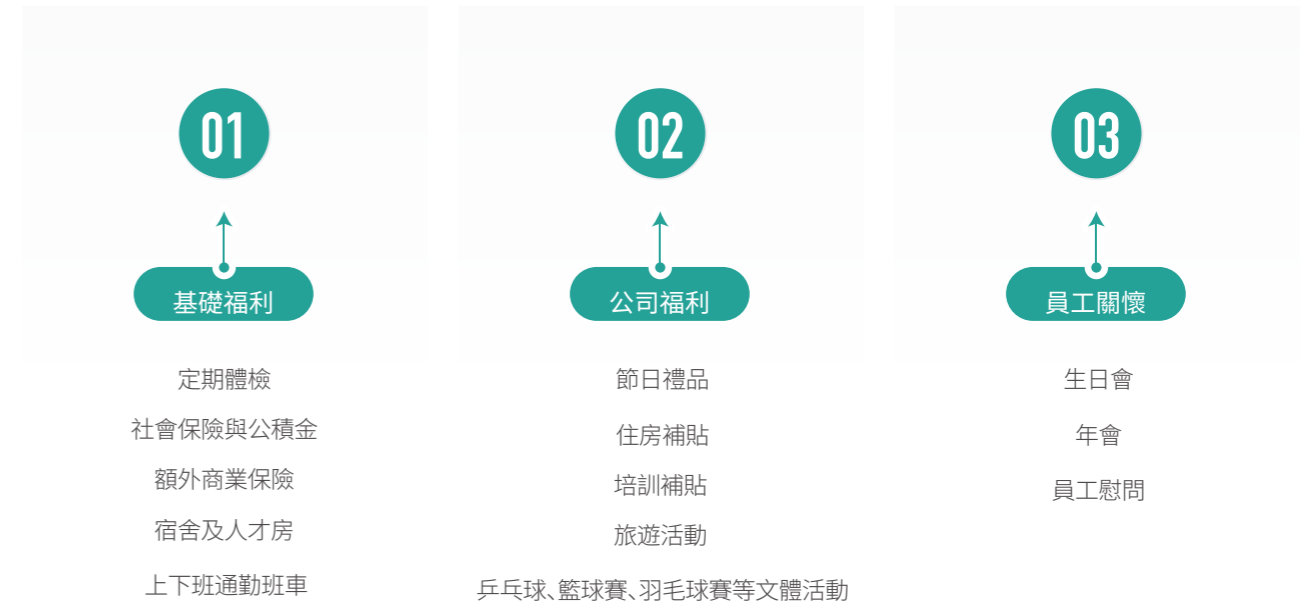 01
基礎福利
定期體檢
社會保險與公積金
額外商業保險
宿舍及人才房
上下班通勤班車
02
公司福利
節日禮品
住房補貼
培訓補貼
旅遊活動
乒乓球、籃球賽、羽毛球賽等文體活動
03
員工關懷
生日會
年會
員工慰問